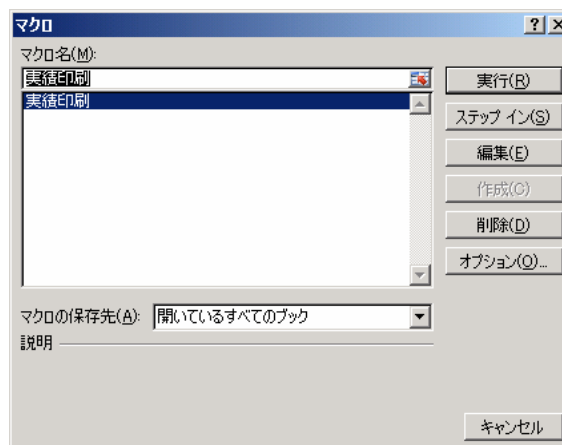 マクロ
マクロ名(M):
実績印刷
実績印刷
実行(R)
ステップ イン(S)
編集(E)
作成(C)
削除(D)
オプション(O)...
マクロの保存先(A):
開いているすべてのブック
説明
キャンセル